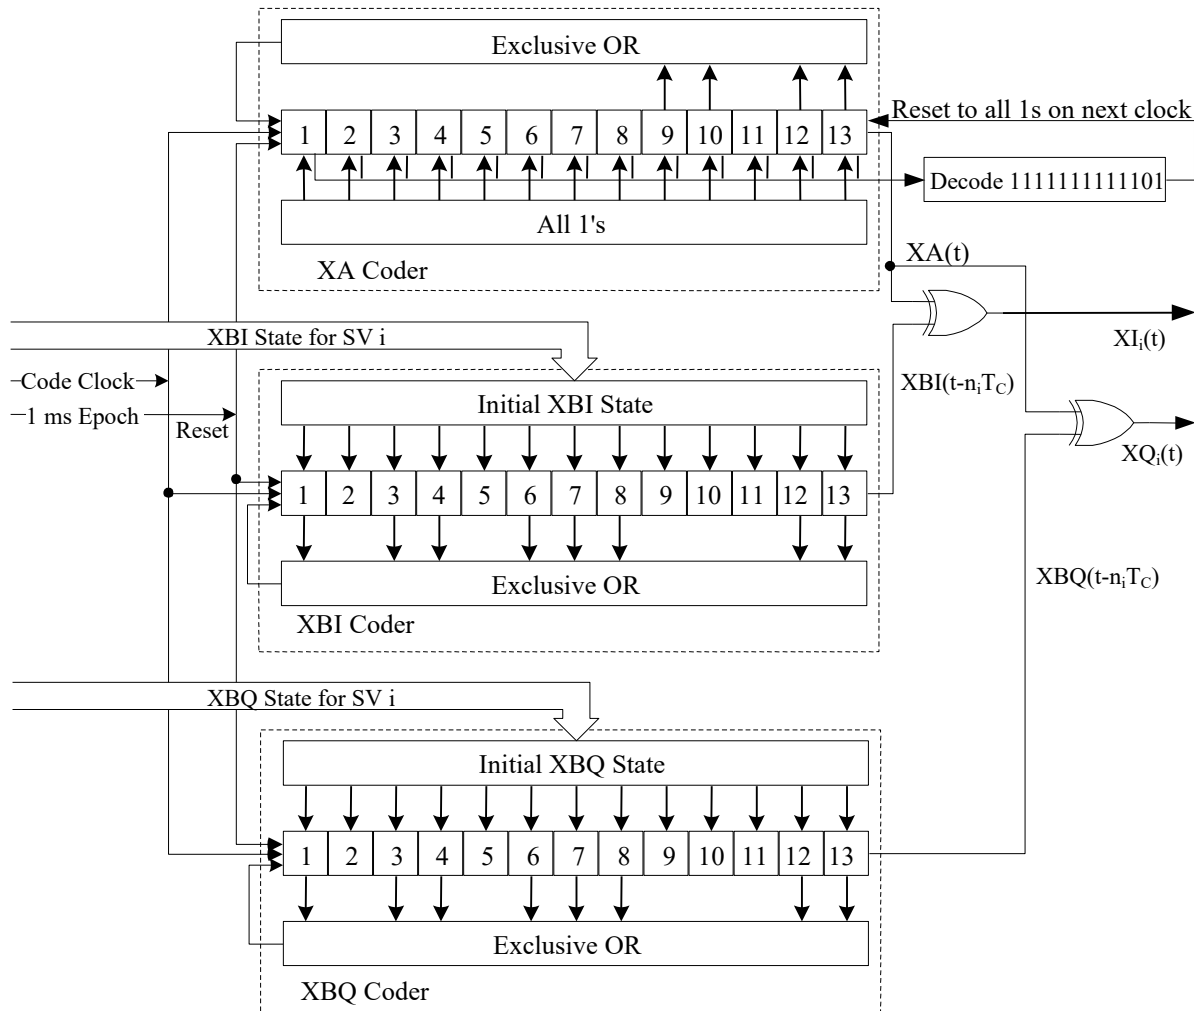 Exclusive OR
Reset to all 1s on next clock
1 2 3 4 5 6 7 8 9 10 11 12 13
Decode 1111111111101
All 1's
XA(t)
XA Coder
XBI State for SV i
XIᵢ(t)
Code Clock
XBI(t-nᵢT_C)
1 ms Epoch
Initial XBI State
Reset
XQᵢ(t)
1 2 3 4 5 6 7 8 9 10 11 12 13
Exclusive OR
XBQ(t-nᵢT_C)
XBI Coder
XBQ State for SV i
Initial XBQ State
1 2 3 4 5 6 7 8 9 10 11 12 13
Exclusive OR
XBQ Coder